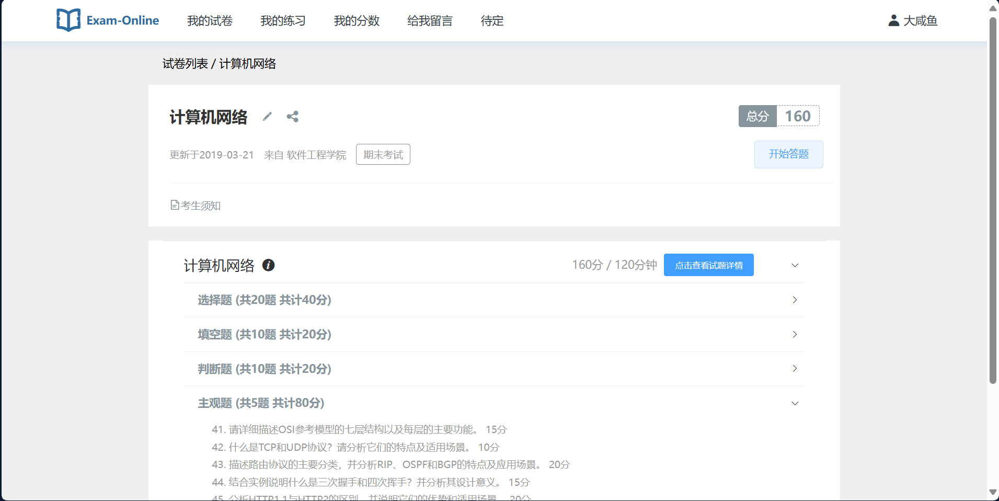 Exam-Online 我的试卷 我的练习 我的分数 给我留言 待定 大咸鱼
试卷列表 / 计算机网络
计算机网络 总分 160
更新于2019-03-21 来自 软件工程学院 期末考试 开始答题
考生须知
计算机网络 160分 / 120分钟 点击查看试题详情
选择题 (共20题 共计40分)
填空题 (共10题 共计20分)
判断题 (共10题 共计20分)
主观题 (共5题 共计80分)
41. 请详细描述OSI参考模型的七层结构以及每层的主要功能。 15分
42. 什么是TCP和UDP协议？请分析它们的特点及适用场景。 10分
43. 描述路由协议的主要分类，并分析RIP、OSPF和BGP的特点及应用场景。 20分
44. 结合实例说明什么是三次握手和四次挥手？并分析其设计意义。 15分
45. 分析HTTP1.1与HTTP2的区别，并说明它们的优势和适用场景。 20分